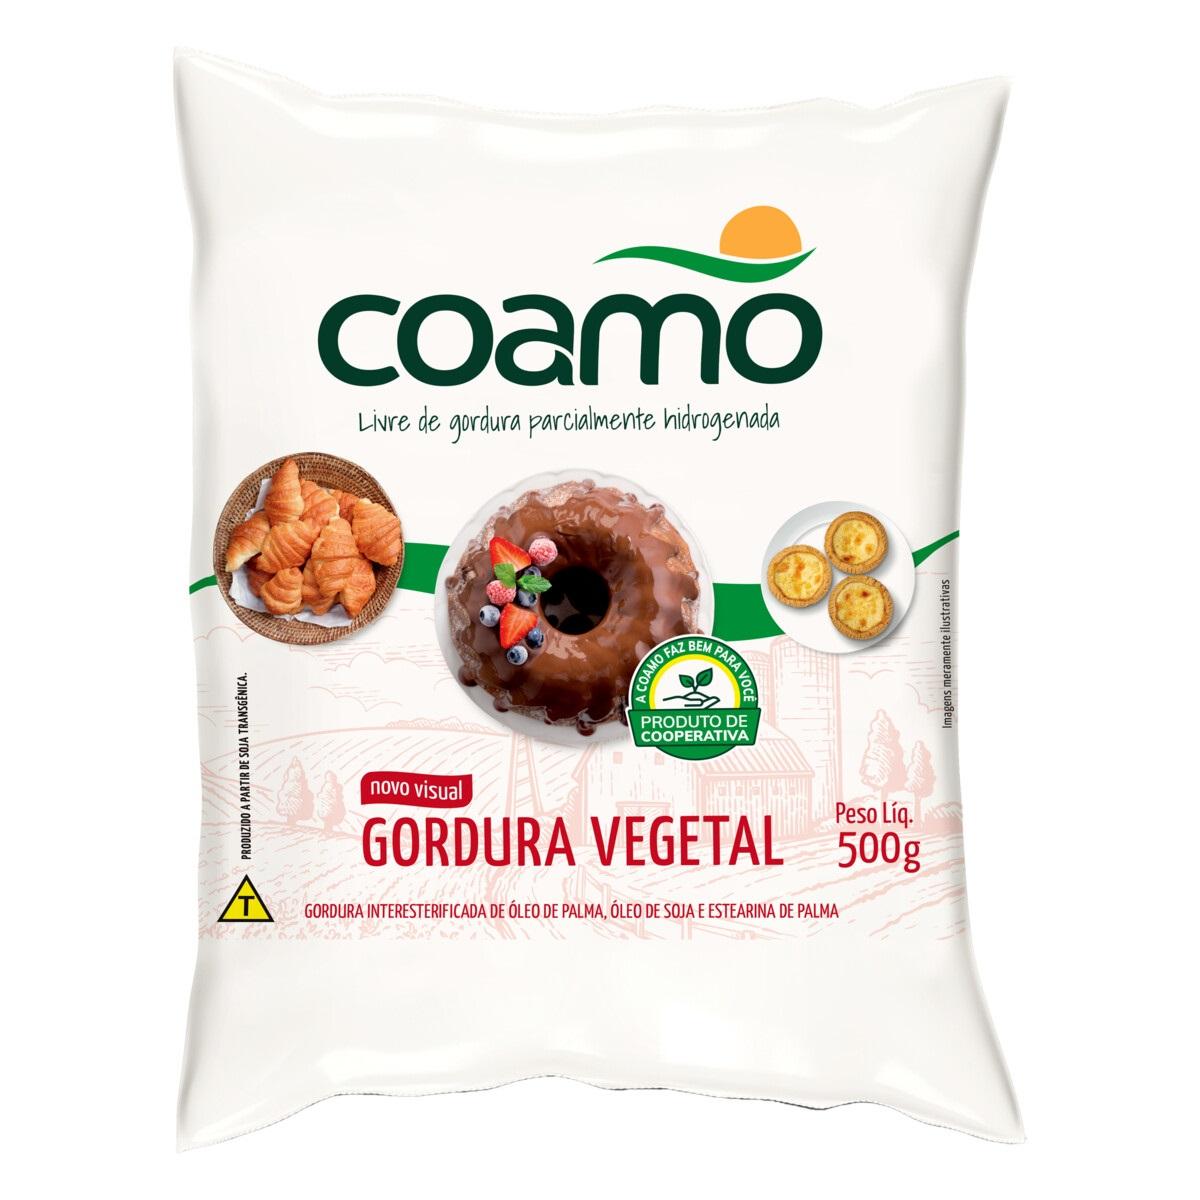 coamo
Livre de gordura parcialmente hidrogenada
A COAMO FAZ BEM PARA VOCÊ
PRODUTO DE
COOPERATIVA
Imagens meramente ilustrativas
PRODUZIDO A PARTIR DE SOJA TRANSGÊNICA.
T
novo visual
GORDURA VEGETAL
Peso Líq.
500g
GORDURA INTERESTERIFICADA DE ÓLEO DE PALMA, ÓLEO DE SOJA E ESTEARINA DE PALMA